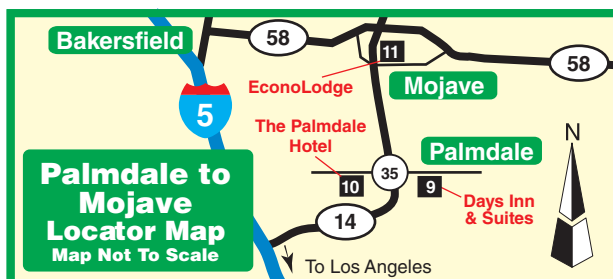 Bakersfield
58
11
58
EconoLodge
Mojave
5
The Palmdale
Hotel
Palmdale
N
35
10
9
Days Inn
& Suites
Palmdale to
Mojave
Locator Map
Map Not To Scale
14
To Los Angeles